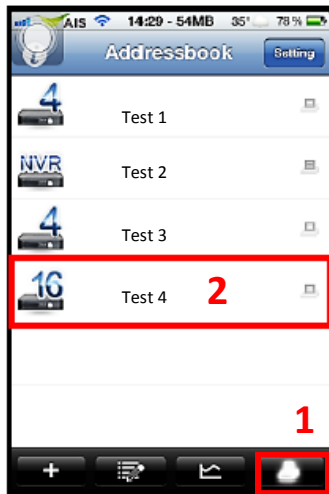 AIS 14:29 - 54MB 35° 78 %
Addressbook Setting
4 Test 1
NVR Test 2
4 Test 3
16 Test 4 2
1
+